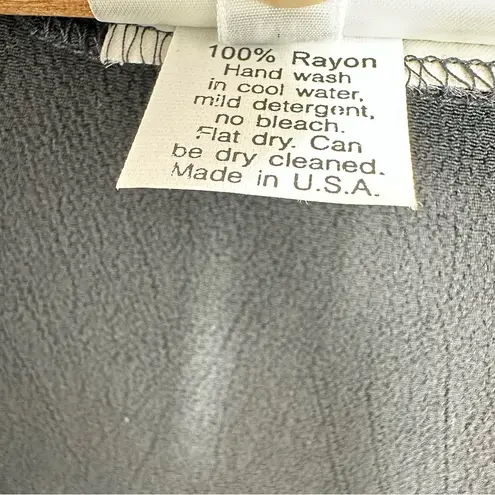 100% Rayon
Hand wash
in cool water,
mild detergent,
no bleach.
Flat dry. Can
be dry cleaned.
Made in U.S.A.